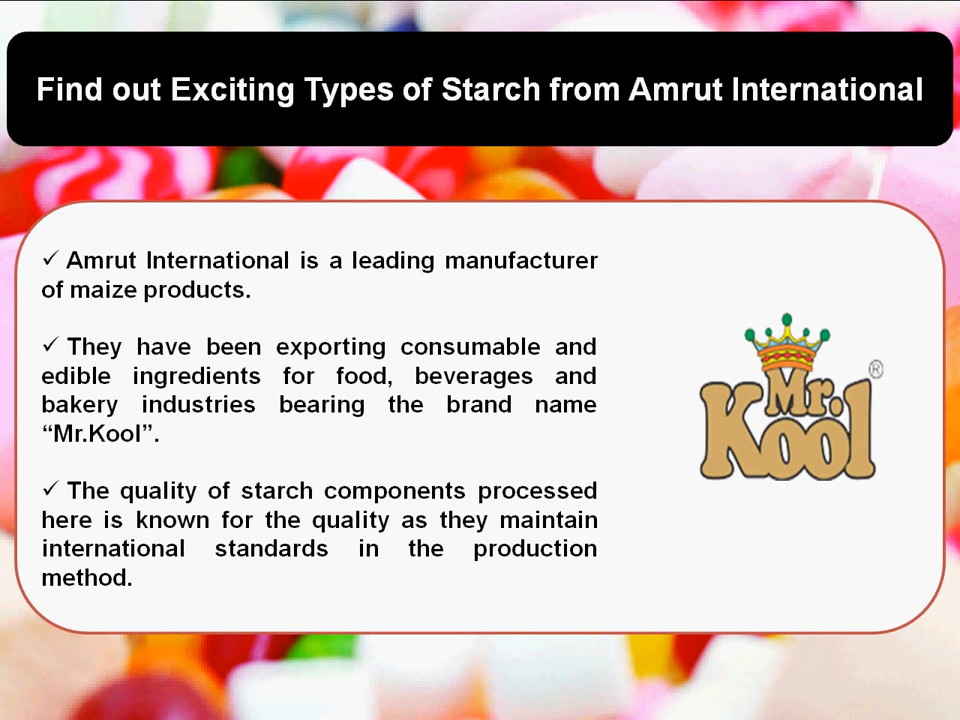 Find out Exciting Types of Starch from Amrut International
✓ Amrut International is a leading manufacturer
of maize products.
✓ They have been exporting consumable and
edible ingredients for food, beverages and
bakery industries bearing the brand name
“Mr.Kool”.
✓ The quality of starch components processed
here is known for the quality as they maintain
international standards in the production
method.
Mr.
Kool
®